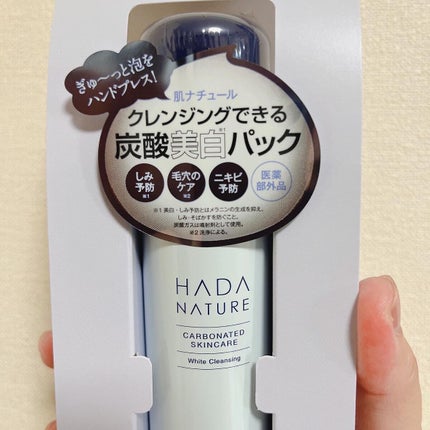 ぎゅ〜っと泡を
ハンドプレス!
肌ナチュール
クレンジングできる
炭酸美白パック
しみ
予防
※1
毛穴の
ケア
※2
ニキビ
予防
医薬
部外品
※1 美白・しみ予防とはメラニンの生成を抑え、
しみ・そばかすを防ぐこと。
炭酸ガスは噴射剤として使用。
※2 洗浄による。
HADA
NATURE
CARBONATED
SKINCARE
White Cleansing